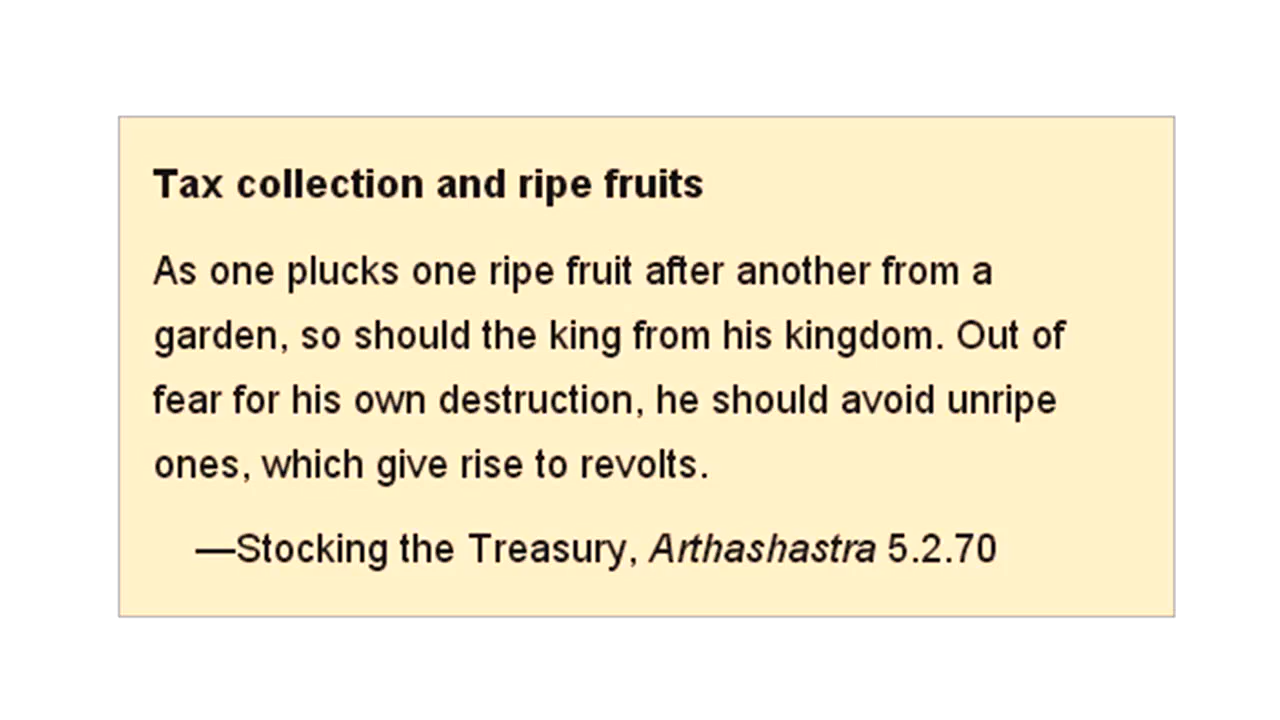 Tax collection and ripe fruits
As one plucks one ripe fruit after another from a
garden, so should the king from his kingdom. Out of
fear for his own destruction, he should avoid unripe
ones, which give rise to revolts.
—Stocking the Treasury, Arthashastra 5.2.70